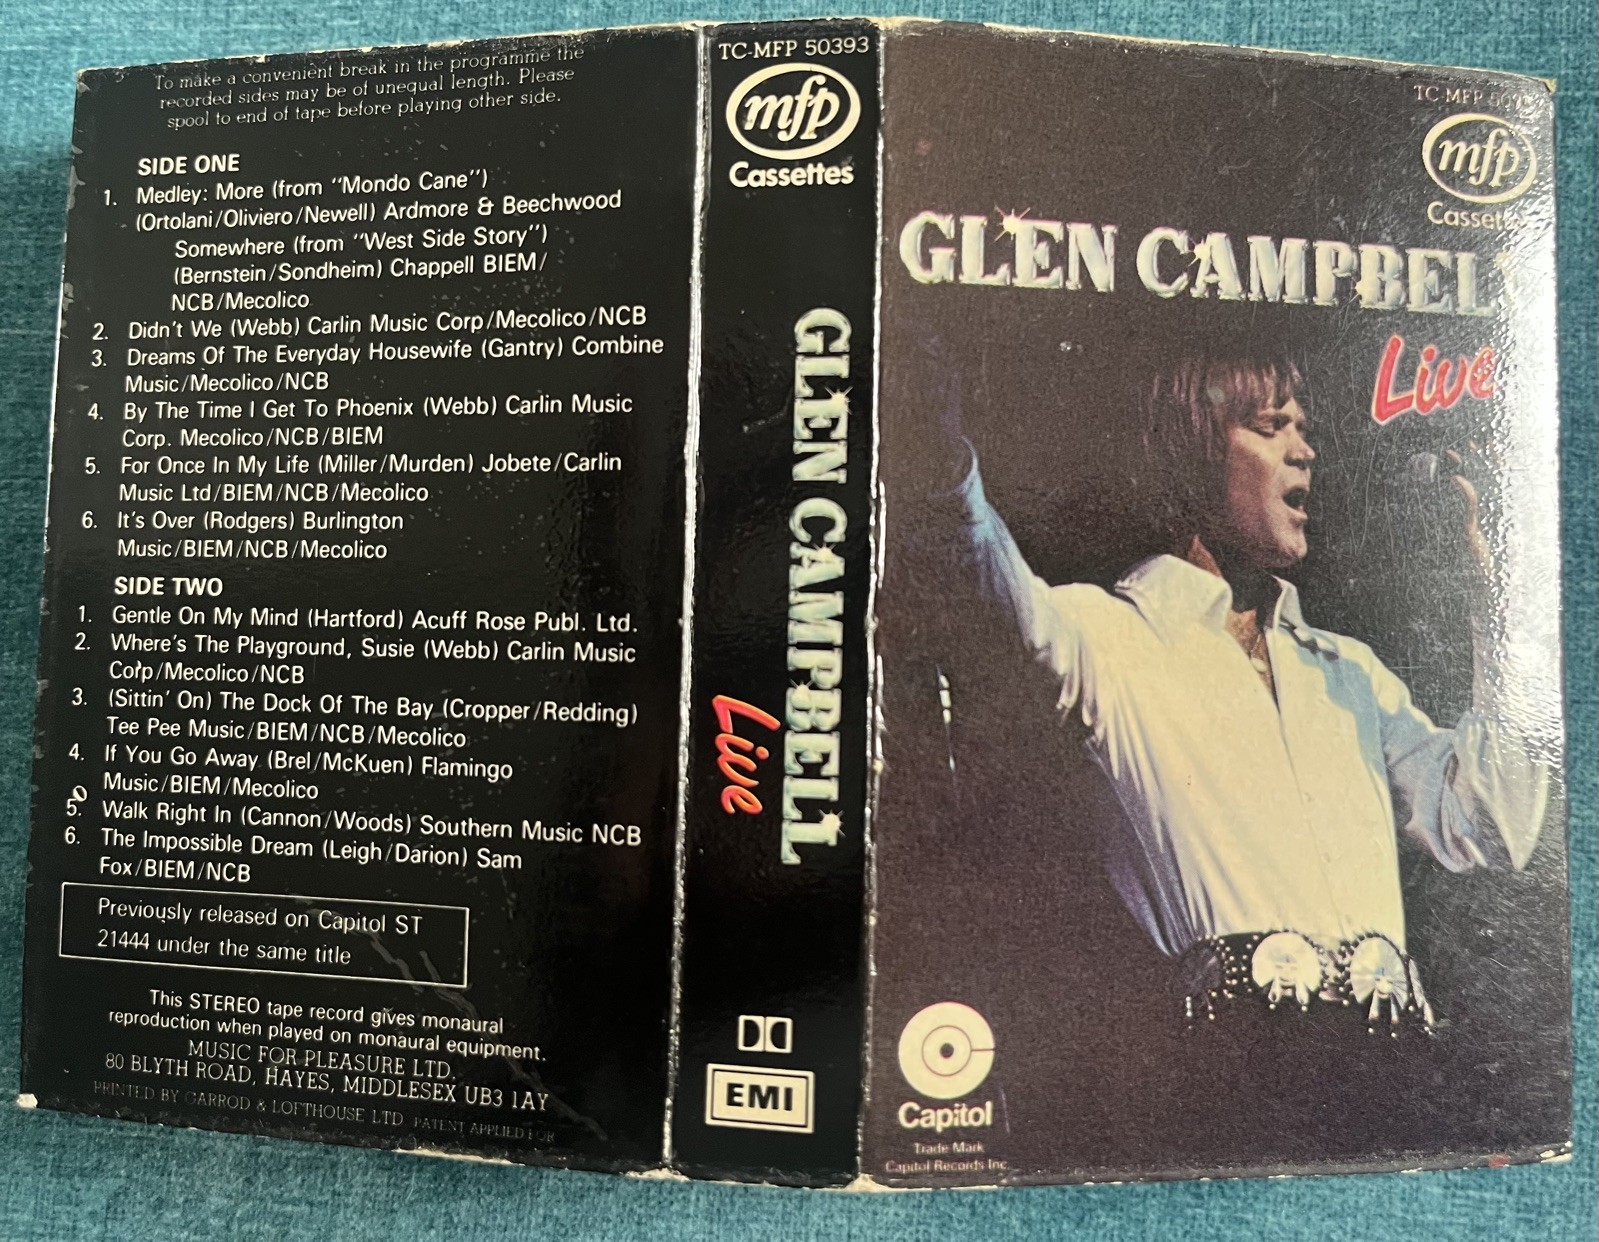 To make a convenient break in the programme the
recorded sides may be of unequal length. Please
spool to end of tape before playing other side.
SIDE ONE
1. Medley: More (from "Mondo Cane")
(Ortolani/Oliviero/Newell) Ardmore & Beechwood
Somewhere (from "West Side Story")
(Bernstein/Sondheim) Chappell BIEM/
NCB/Mecolico
2. Didn't We (Webb) Carlin Music Corp/Mecolico/NCB
3. Dreams Of The Everyday Housewife (Gantry) Combine
Music/Mecolico/NCB
4. By The Time I Get To Phoenix (Webb) Carlin Music
Corp. Mecolico/NCB/BIEM
5. For Once In My Life (Miller/Murden) Jobete/Carlin
Music Ltd/BIEM/NCB/Mecolico
6. It's Over (Rodgers) Burlington
Music/BIEM/NCB/Mecolico
SIDE TWO
1. Gentle On My Mind (Hartford) Acuff Rose Publ. Ltd.
2. Where's The Playground, Susie (Webb) Carlin Music
Corp/Mecolico/NCB
3. (Sittin' On) The Dock Of The Bay (Cropper/Redding)
Tee Pee Music/BIEM/NCB/Mecolico
4. If You Go Away (Brel/McKuen) Flamingo
Music/BIEM/Mecolico
5. Walk Right In (Cannon/Woods) Southern Music NCB
6. The Impossible Dream (Leigh/Darion) Sam
Fox/BIEM/NCB
Previously released on Capitol ST
21444 under the same title
This STEREO tape record gives monaural
reproduction when played on monaural equipment.
MUSIC FOR PLEASURE LTD.
80 BLYTH ROAD, HAYES, MIDDLESEX UB3 1AY
PRINTED BY GARROD & LOFTHOUSE LTD PATENT APPLIED FOR
TC-MFP 50393
mfp
Cassettes
GLEN CAMPBELL
Live
EMI
TC-MFP
mfp
GLEN CAMPBELL
Live
Capitol
Trade Mark
Capitol Records Inc